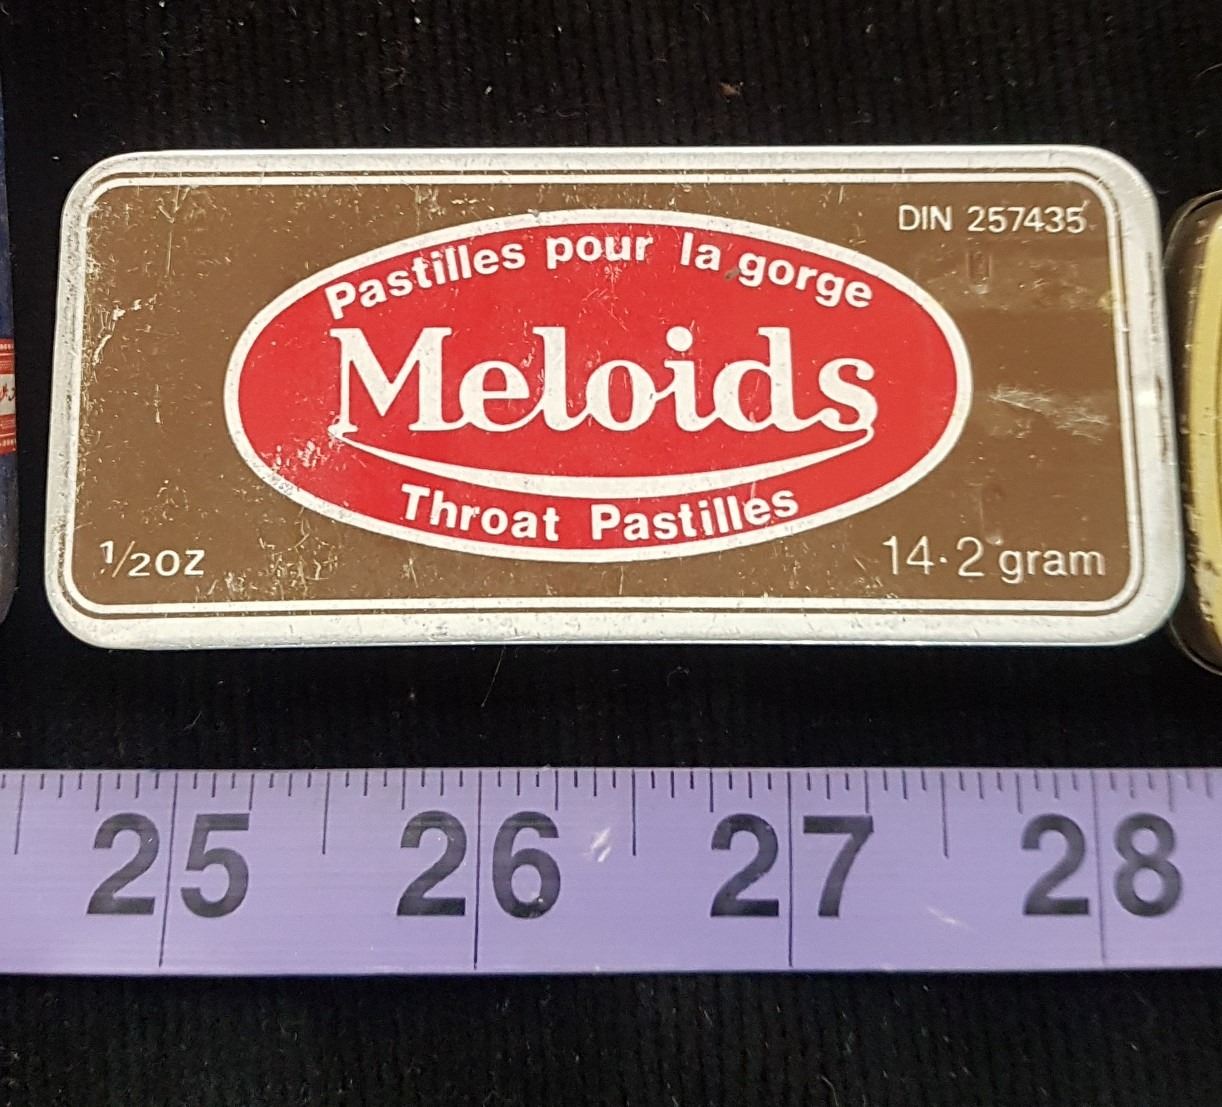 DIN 257435
Pastilles pour la gorge
Meloids
Throat Pastilles
1/2oz
14·2 gram
25 26 27 28